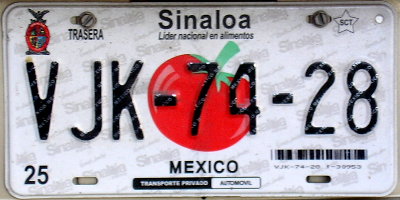 Sinaloa
TRASERA
Líder nacional en alimentos
SCT
VJK-74-28
25
MEXICO
TRANSPORTE PRIVADO AUTOMOVIL